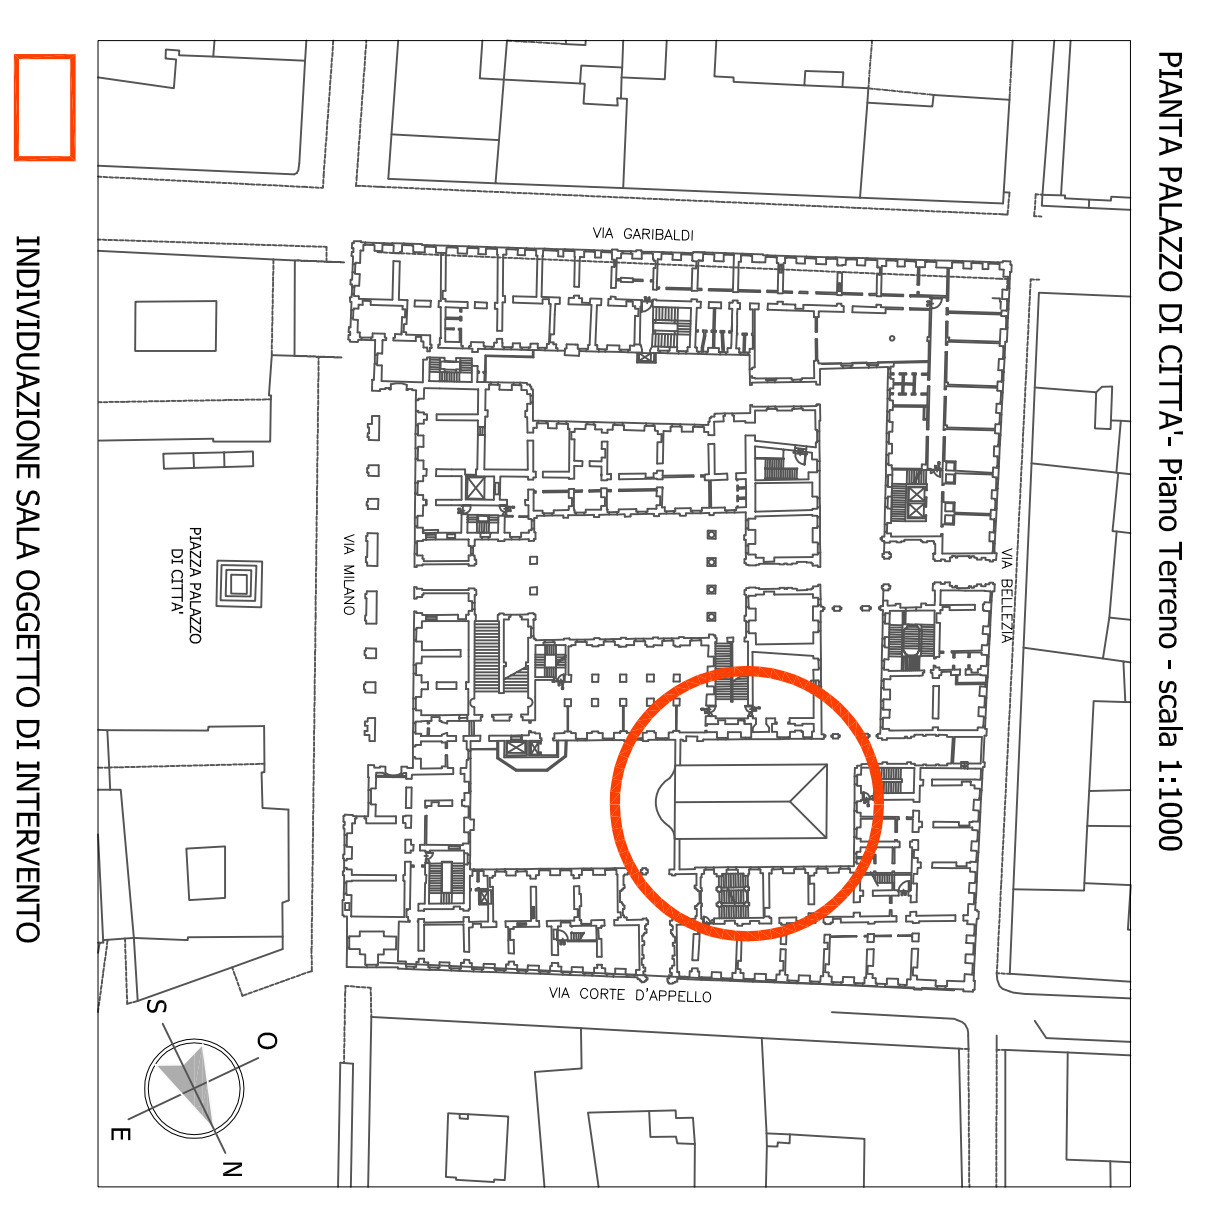 PIANTA PALAZZO DI CITTA'- Piano Terreno - scala 1:1000
VIA GARIBALDI
VIA BELLEZIA
VIA MILANO
PIAZZA PALAZZO
DI CITTA'
VIA CORTE D'APPELLO
S
O
E
N
INDIVIDUAZIONE SALA OGGETTO DI INTERVENTO